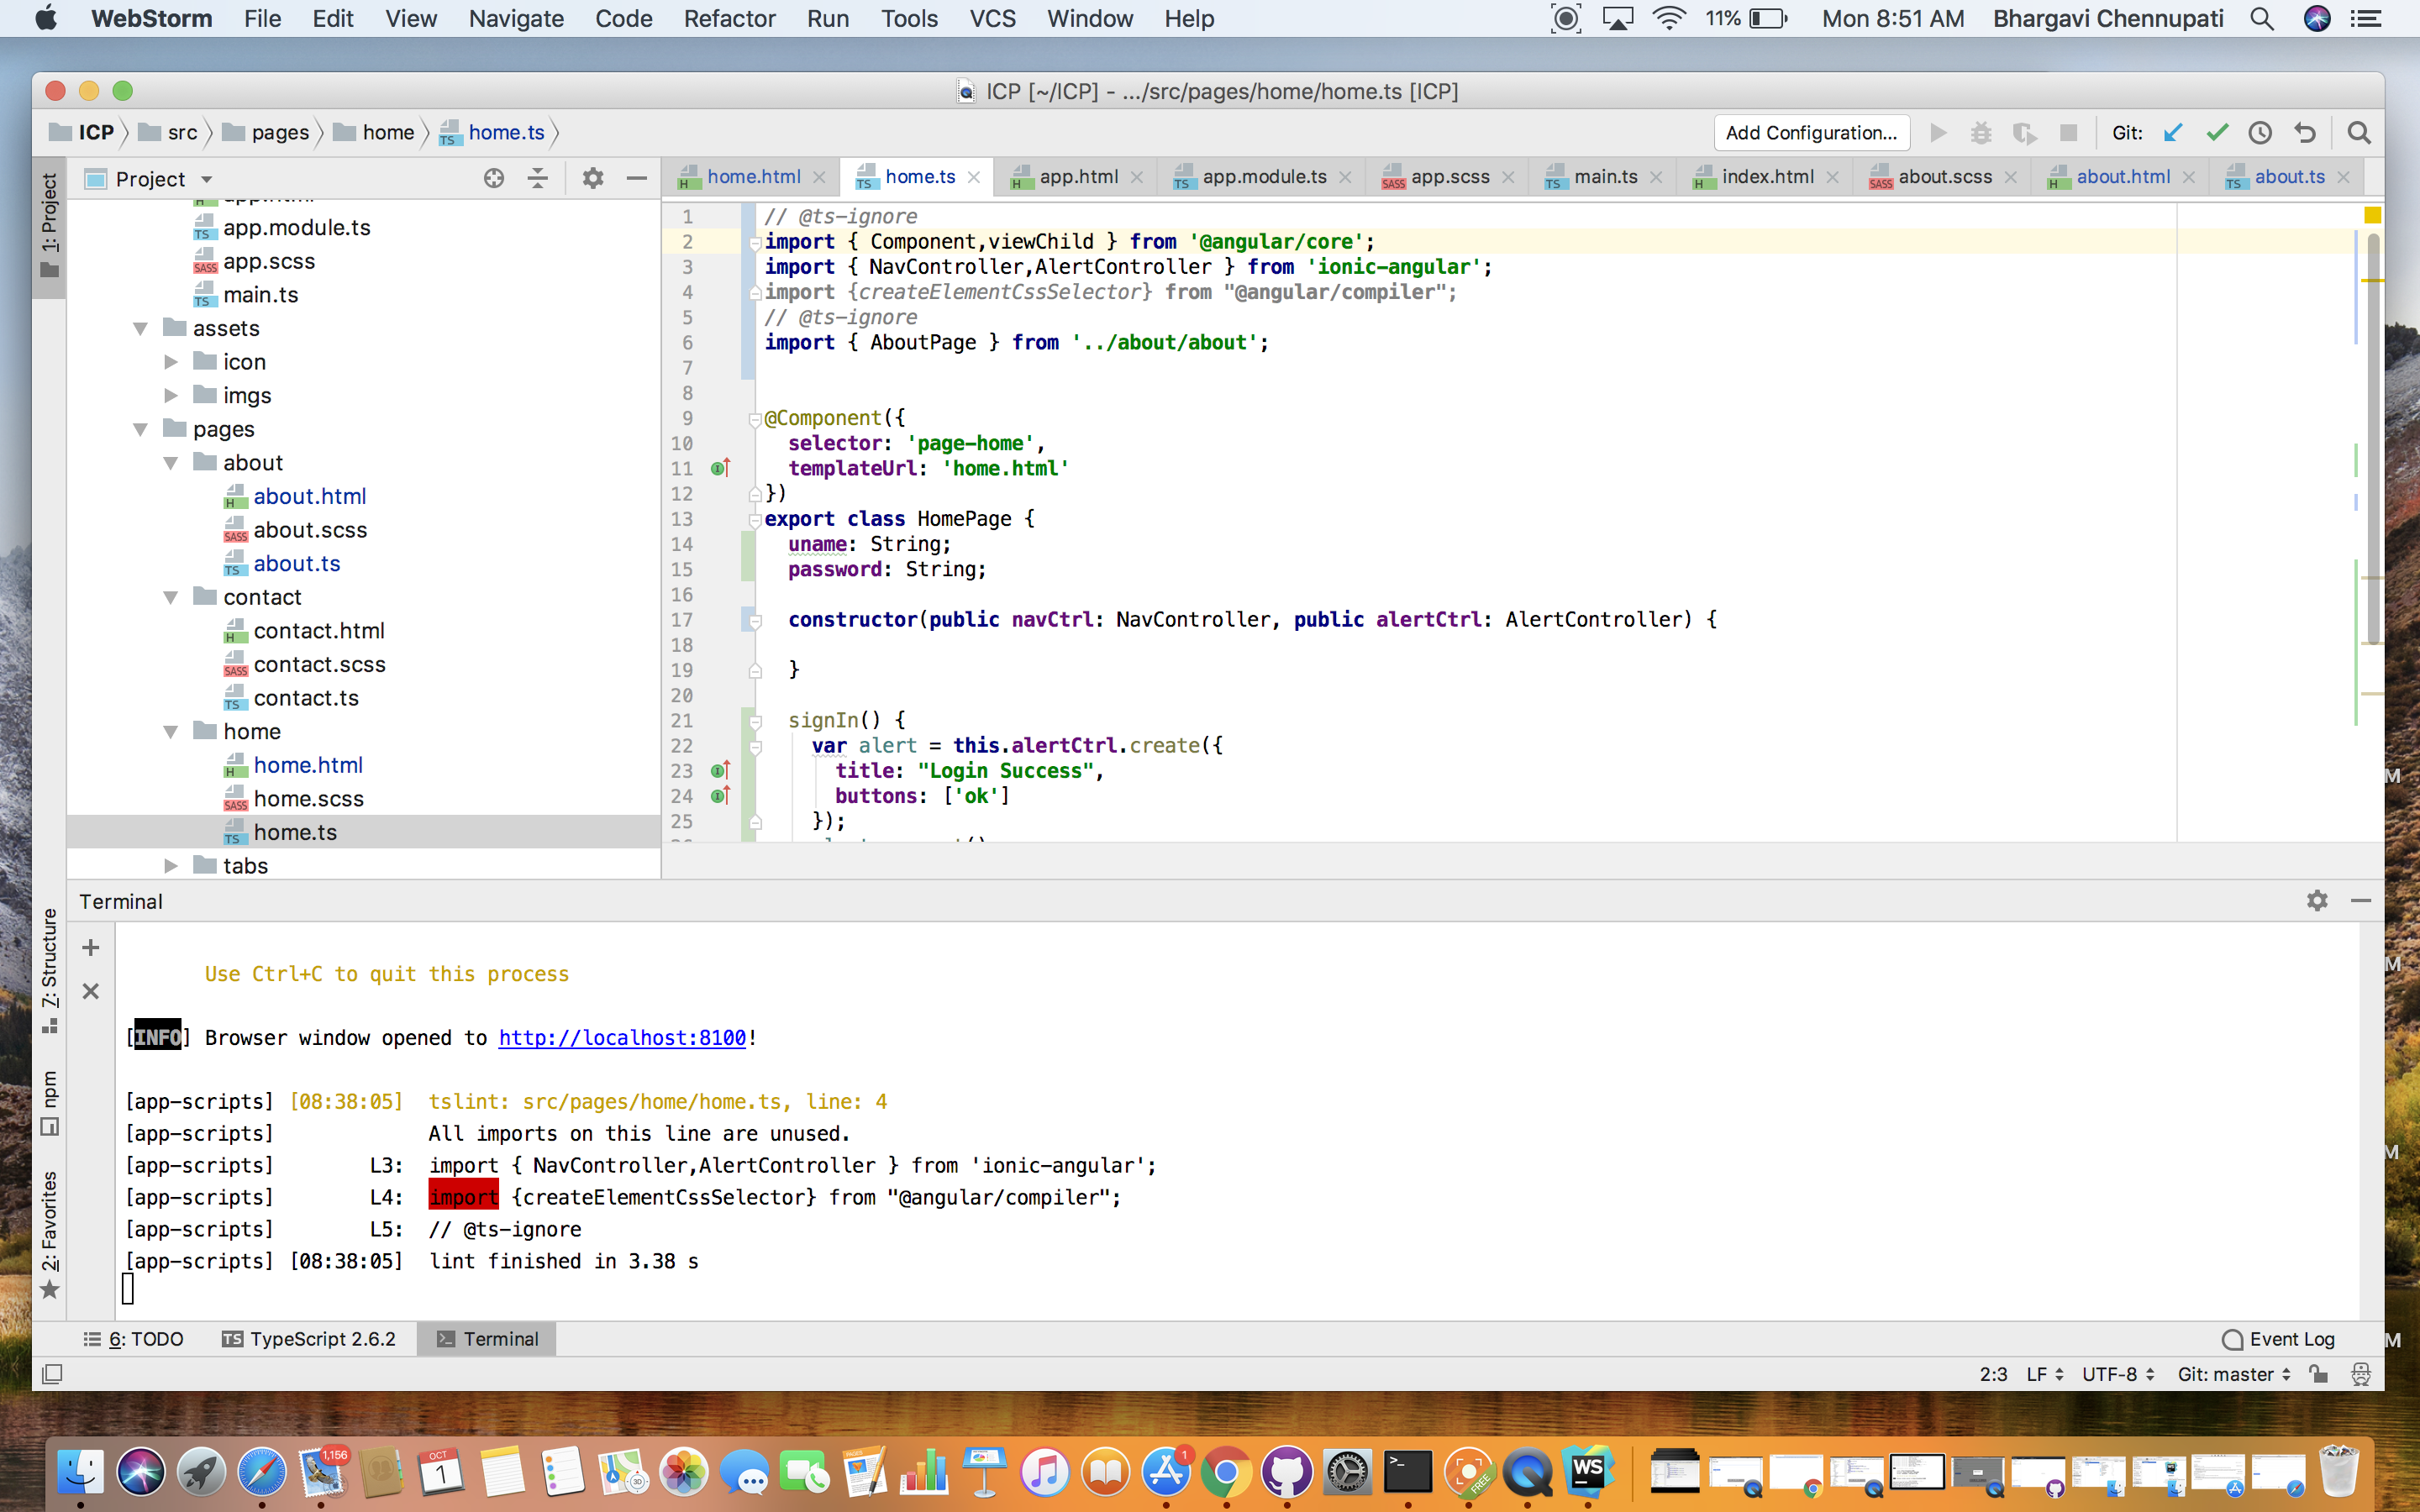 WebStorm File Edit View Navigate Code Refactor Run Tools VCS Window Help 11% Mon 8:51 AM Bhargavi Chennupati
ICP [~/ICP] - .../src/pages/home/home.ts [ICP]
ICP src pages home home.ts Add Configuration... Git:
Project
home.html home.ts app.html app.module.ts app.scss main.ts index.html about.scss about.html about.ts
1: Project
7: Structure
npm
2: Favorites
app.html
app.module.ts
app.scss
main.ts
assets
icon
imgs
pages
about
about.html
about.scss
about.ts
contact
contact.html
contact.scss
contact.ts
home
home.html
home.scss
home.ts
tabs
1 // @ts-ignore
2 import { Component,viewChild } from '@angular/core';
3 import { NavController,AlertController } from 'ionic-angular';
4 import {createElementCssSelector} from "@angular/compiler";
5 // @ts-ignore
6 import { AboutPage } from '../about/about';
7
8
9 @Component({
10 selector: 'page-home',
11 templateUrl: 'home.html'
12 })
13 export class HomePage {
14 uname: String;
15 password: String;
16
17 constructor(public navCtrl: NavController, public alertCtrl: AlertController) {
18
19 }
20
21 signIn() {
22 var alert = this.alertCtrl.create({
23 title: "Login Success",
24 buttons: ['ok']
25 });
Terminal
Use Ctrl+C to quit this process
[INFO] Browser window opened to http://localhost:8100!
[app-scripts] [08:38:05] tslint: src/pages/home/home.ts, line: 4
[app-scripts] All imports on this line are unused.
[app-scripts] L3: import { NavController,AlertController } from 'ionic-angular';
[app-scripts] L4: import {createElementCssSelector} from "@angular/compiler";
[app-scripts] L5: // @ts-ignore
[app-scripts] [08:38:05] lint finished in 3.38 s
6: TODO TypeScript 2.6.2 Terminal Event Log
2:3 LF UTF-8 Git: master
1,156
OCT
1
1
FREE
WS